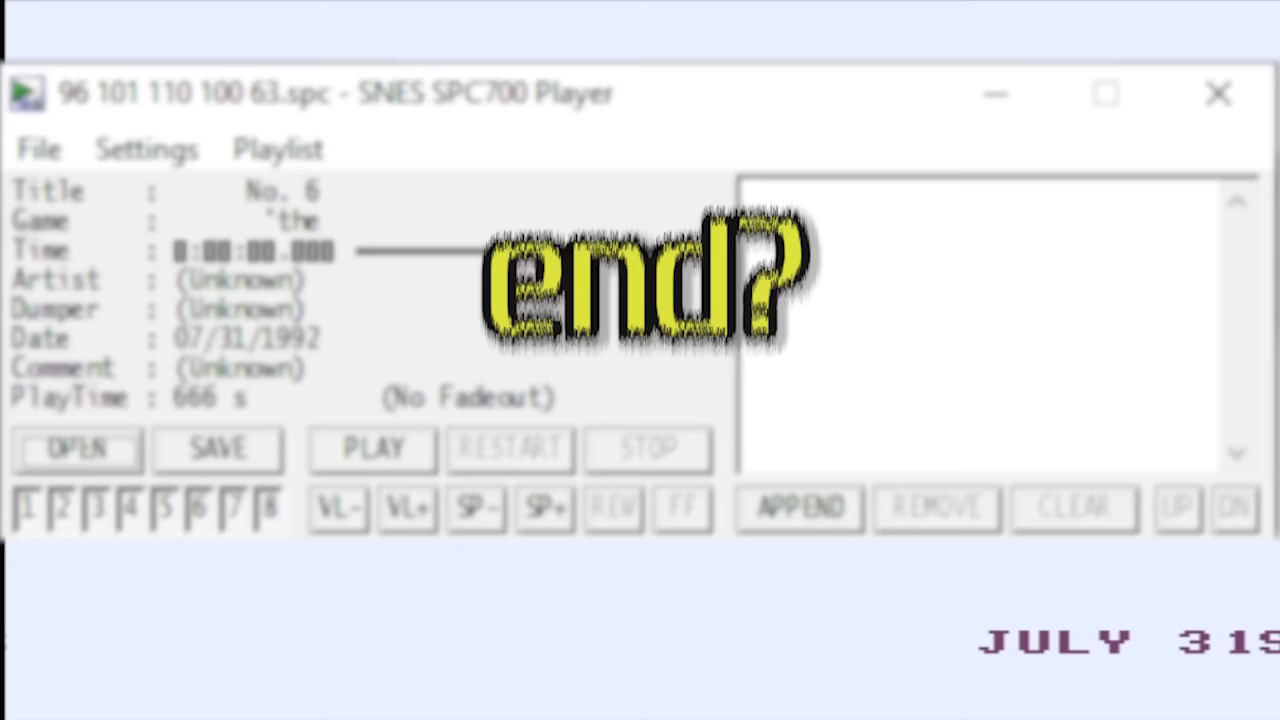 96 101 110 100 63.spc - SNES SPC700 Player
File Settings Playlist
Title : No. 6
Game : 'the
end?
Time : 0:00:00.000
Artist : (Unknown)
Dumper : (Unknown)
Date : 07/31/1992
Comment : (Unknown)
PlayTime : 666 s (No Fadeout)
OPEN SAVE PLAY RESTART STOP
1 2 3 4 5 6 7 8 VL- VL+ SP- SP+ REW FF APPEND REMOVE CLEAR UP DN
JULY 31S